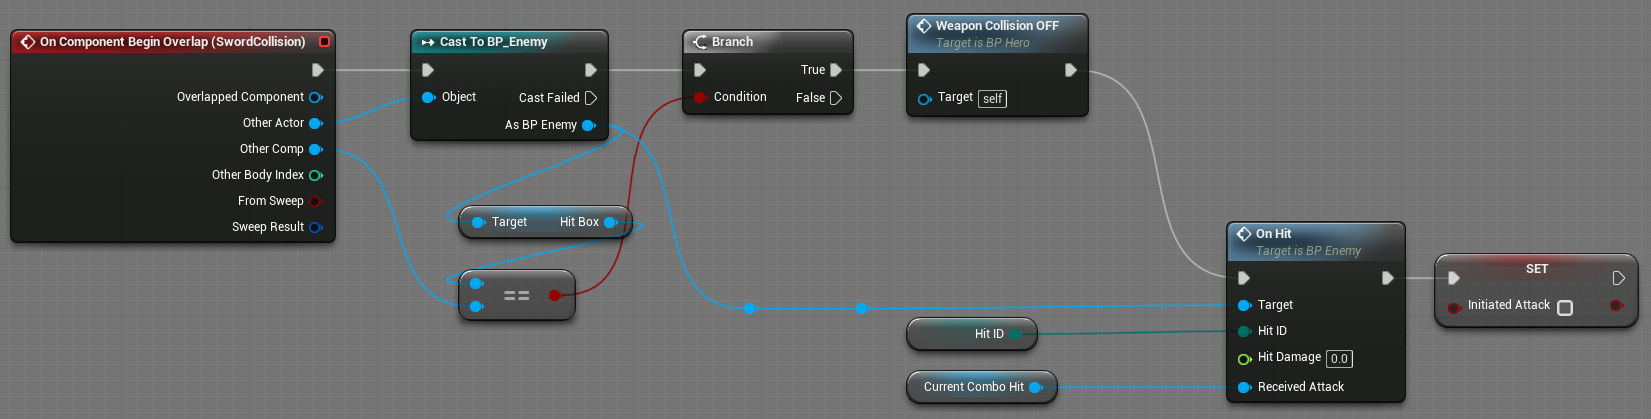 On Component Begin Overlap (SwordCollision)
Overlapped Component
Other Actor
Other Comp
Other Body Index
From Sweep
Sweep Result
Cast To BP_Enemy
Object
Cast Failed
As BP Enemy
Target Hit Box
==
Branch
True
Condition
False
Weapon Collision OFF
Target is BP Hero
Target self
Hit ID
Current Combo Hit
On Hit
Target is BP Enemy
Target
Hit ID
Hit Damage 0.0
Received Attack
SET
Initiated Attack